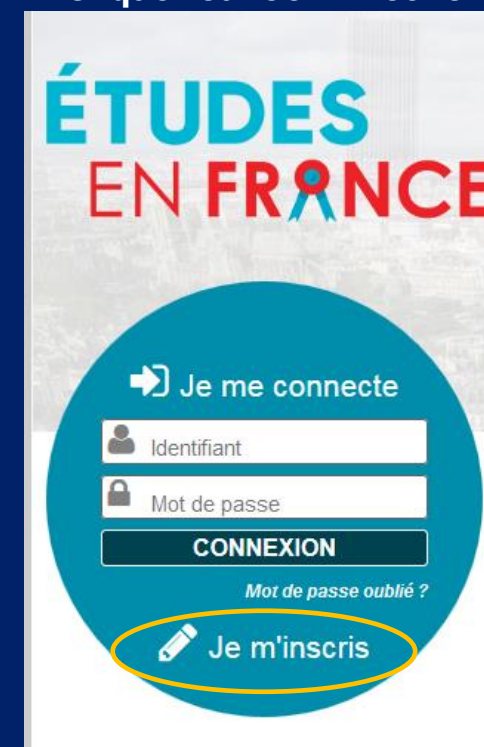 ÉTUDES
EN FRANCE
Je me connecte
Identifiant
Mot de passe
CONNEXION
Mot de passe oublié ?
Je m'inscris